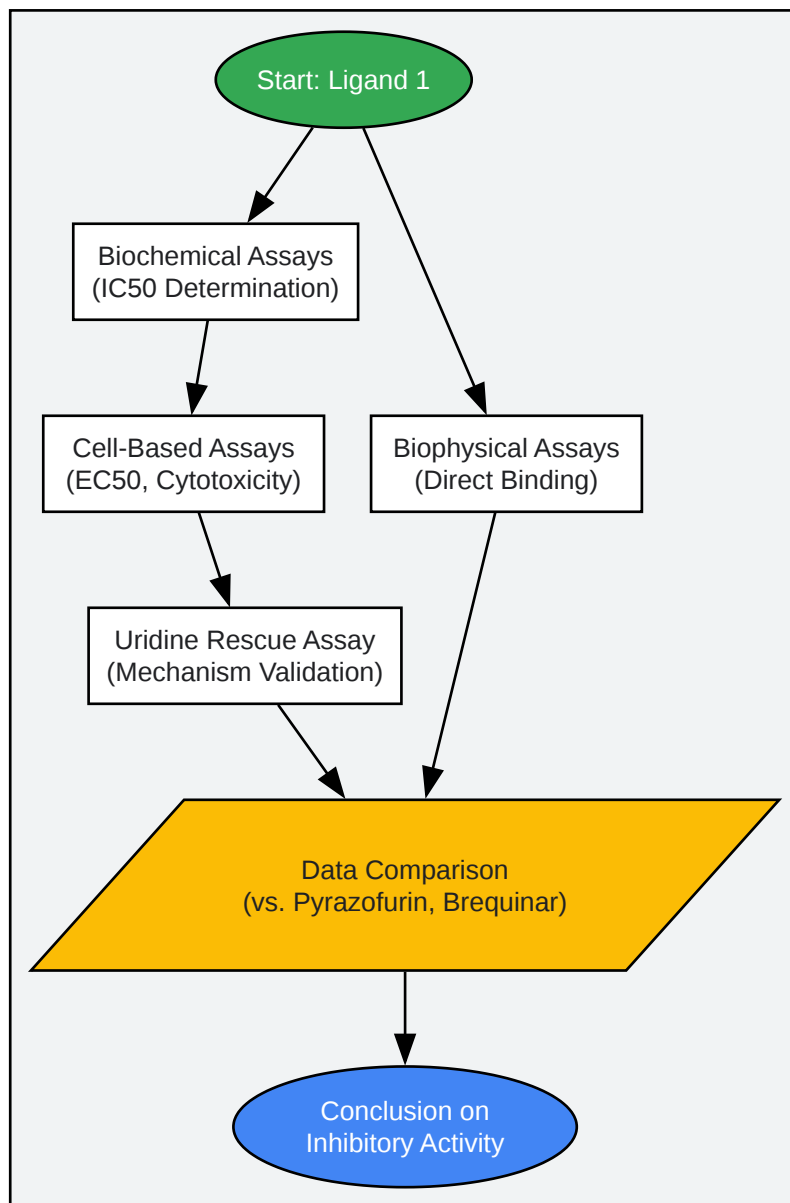 Start: Ligand 1
Biochemical Assays
(IC50 Determination)
Cell-Based Assays
(EC50, Cytotoxicity)
Biophysical Assays
(Direct Binding)
Uridine Rescue Assay
(Mechanism Validation)
Data Comparison
(vs. Pyrazofurin, Brequinar)
Conclusion on
Inhibitory Activity